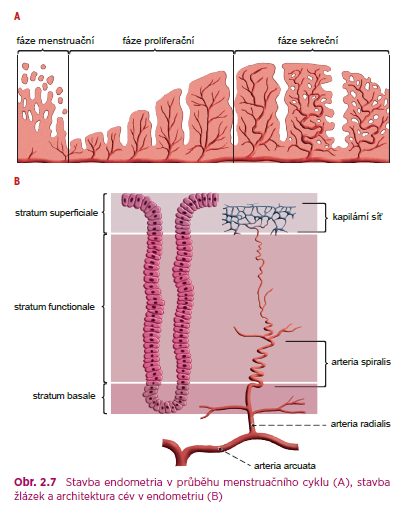 A
fáze menstruační fáze proliferační fáze sekreční
B
stratum superficiale
kapilární síť
stratum functionale
arteria spiralis
stratum basale
arteria radialis
arteria arcuata
Obr. 2.7 Stavba endometria v průběhu menstruačního cyklu (A), stavba
žlázek a architektura cév v endometriu (B)